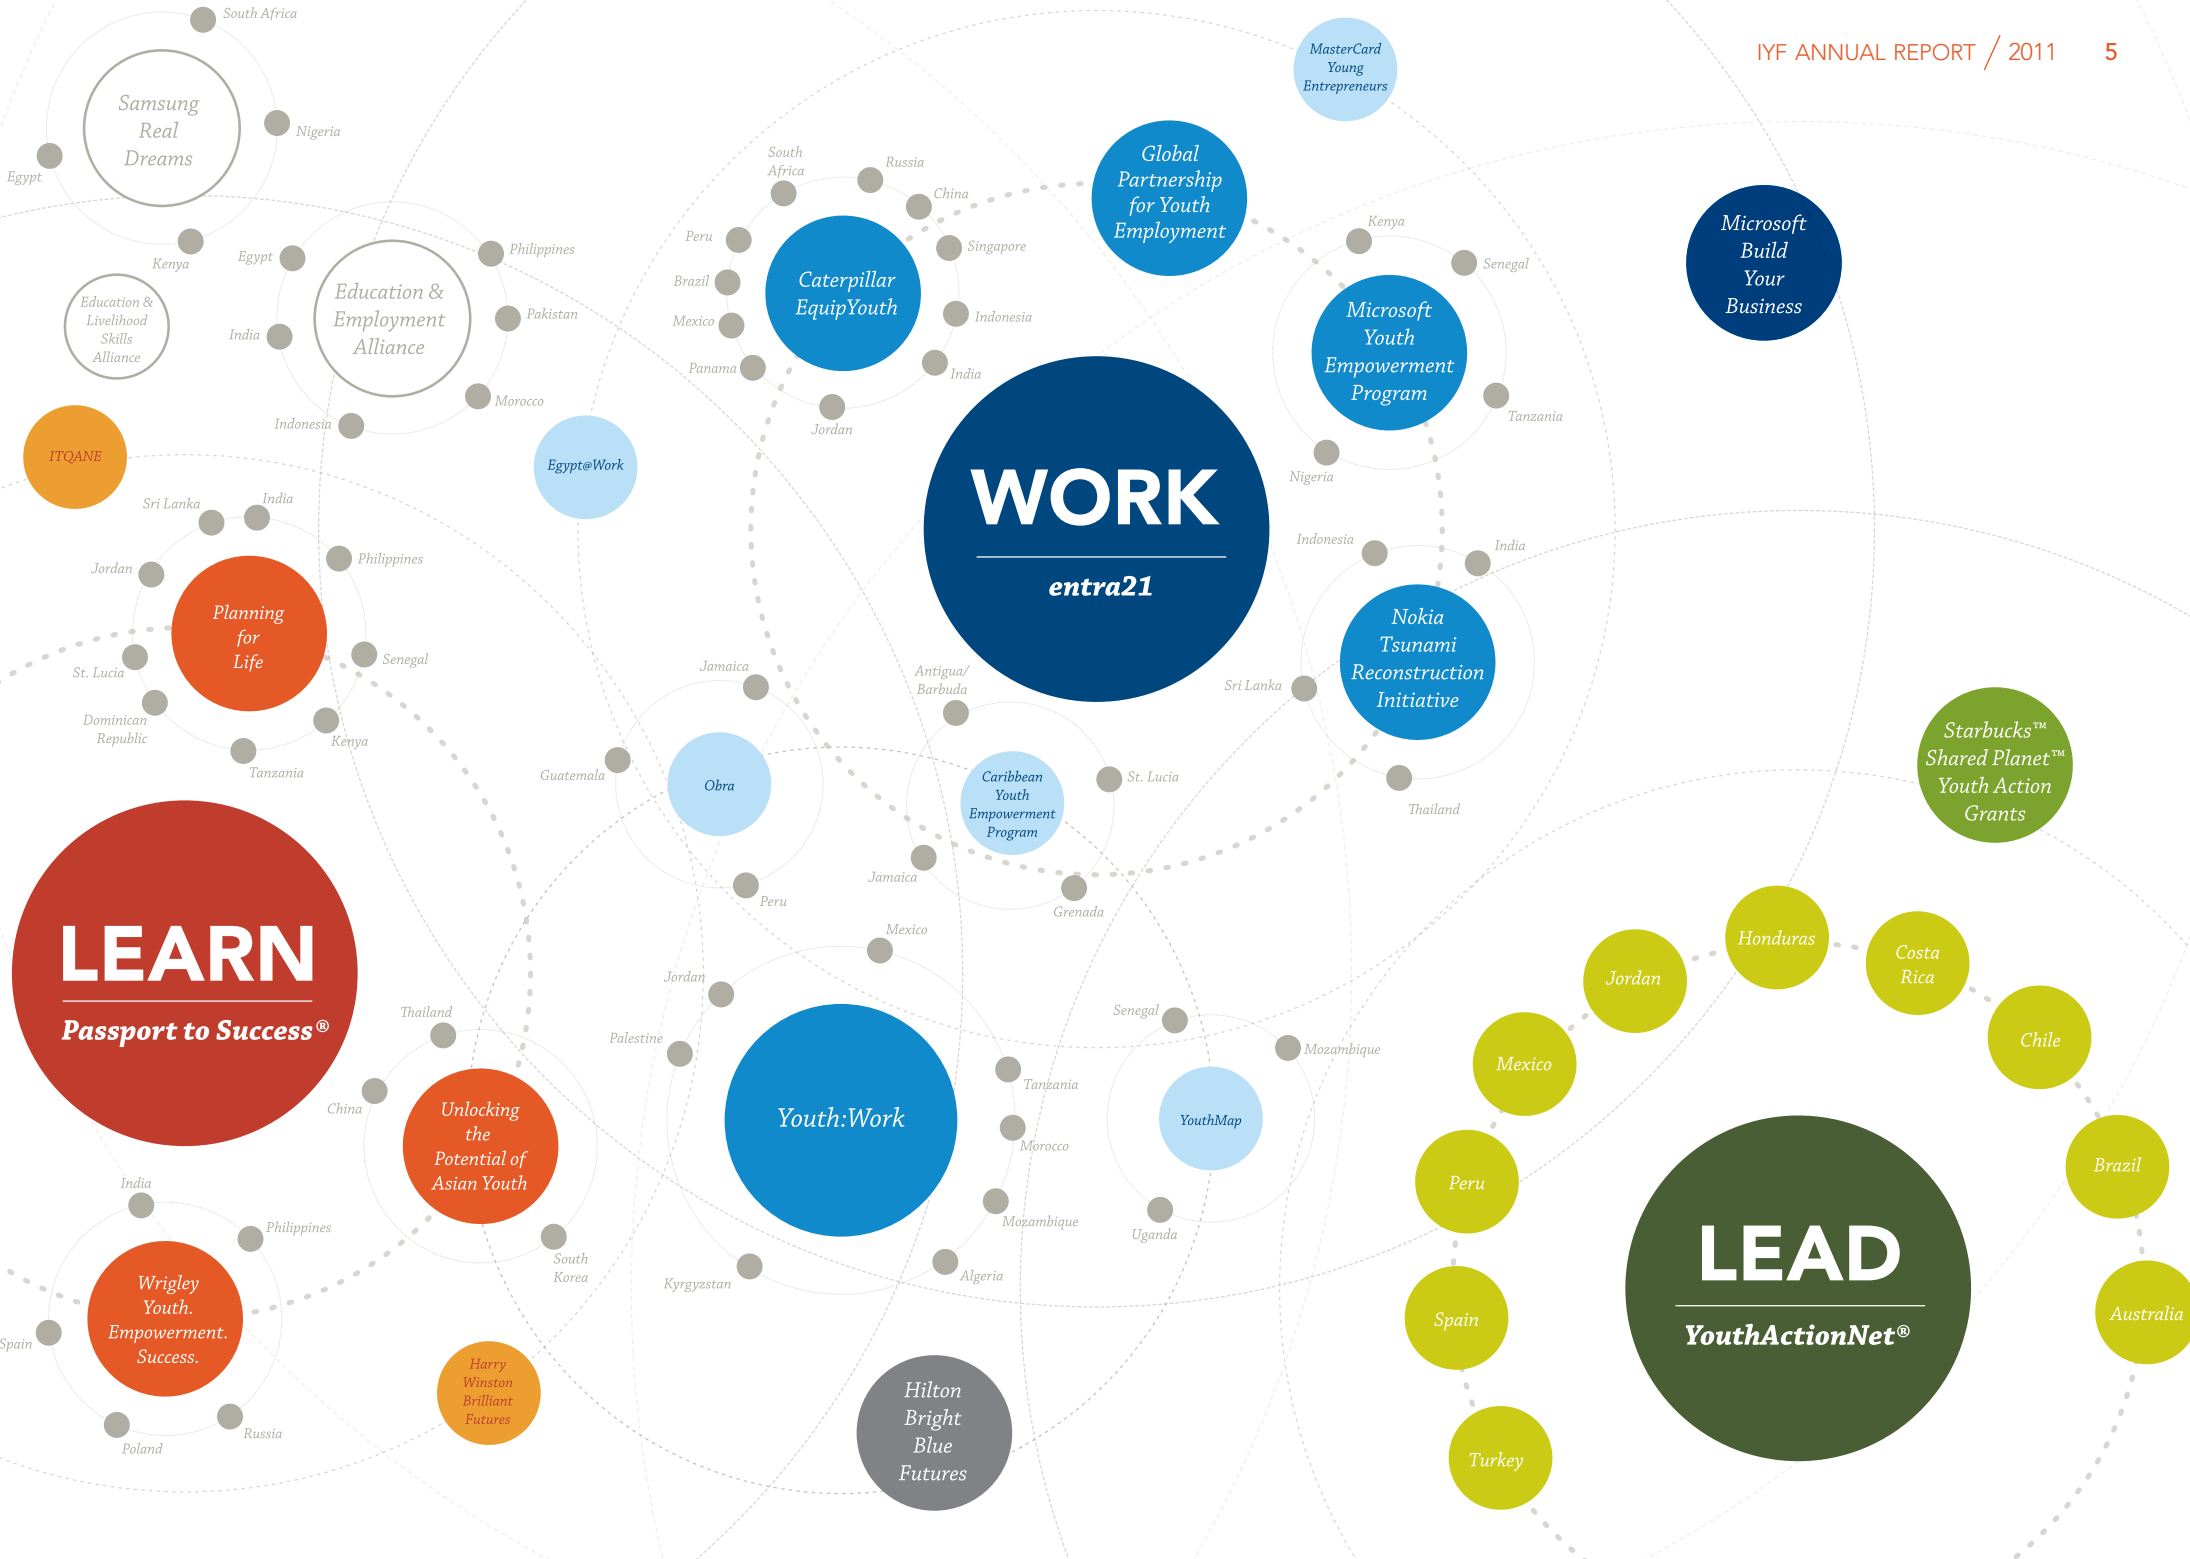 IYF ANNUAL REPORT / 2011 5
South Africa
Samsung
Real
Dreams
Nigeria
Egypt
Kenya
Education &
Livelihood
Skills
Alliance
Egypt
Philippines
Education &
Employment
Alliance
Pakistan
India
Morocco
Indonesia
ITQANE
Sri Lanka
India
Jordan
Philippines
Planning
for
Life
Senegal
St. Lucia
Dominican
Republic
Kenya
Tanzania
LEARN
Passport to Success®
Thailand
China
Unlocking
the
Potential of
Asian Youth
South
Korea
India
Philippines
Wrigley
Youth.
Empowerment.
Success.
Spain
Poland
Russia
Harry
Winston
Brilliant
Futures
MasterCard
Young
Entrepreneurs
Global
Partnership
for Youth
Employment
South
Africa
Russia
China
Peru
Singapore
Brazil
Caterpillar
EquipYouth
Mexico
Indonesia
Panama
India
Jordan
Egypt@Work
Kenya
Senegal
Microsoft
Youth
Empowerment
Program
Tanzania
Nigeria
WORK
entra21
Indonesia
India
Nokia
Tsunami
Reconstruction
Initiative
Sri Lanka
Thailand
Jamaica
Guatemala
Obra
Peru
Antigua/
Barbuda
Caribbean
Youth
Empowerment
Program
St. Lucia
Jamaica
Grenada
Mexico
Jordan
Palestine
Youth:Work
Tanzania
Morocco
Mozambique
Algeria
Kyrgyzstan
Senegal
Mozambique
YouthMap
Uganda
Hilton
Bright
Blue
Futures
Microsoft
Build
Your
Business
Starbucks™
Shared Planet™
Youth Action
Grants
Honduras
Costa
Rica
Jordan
Chile
Mexico
Brazil
Peru
Australia
Spain
Turkey
LEAD
YouthActionNet®